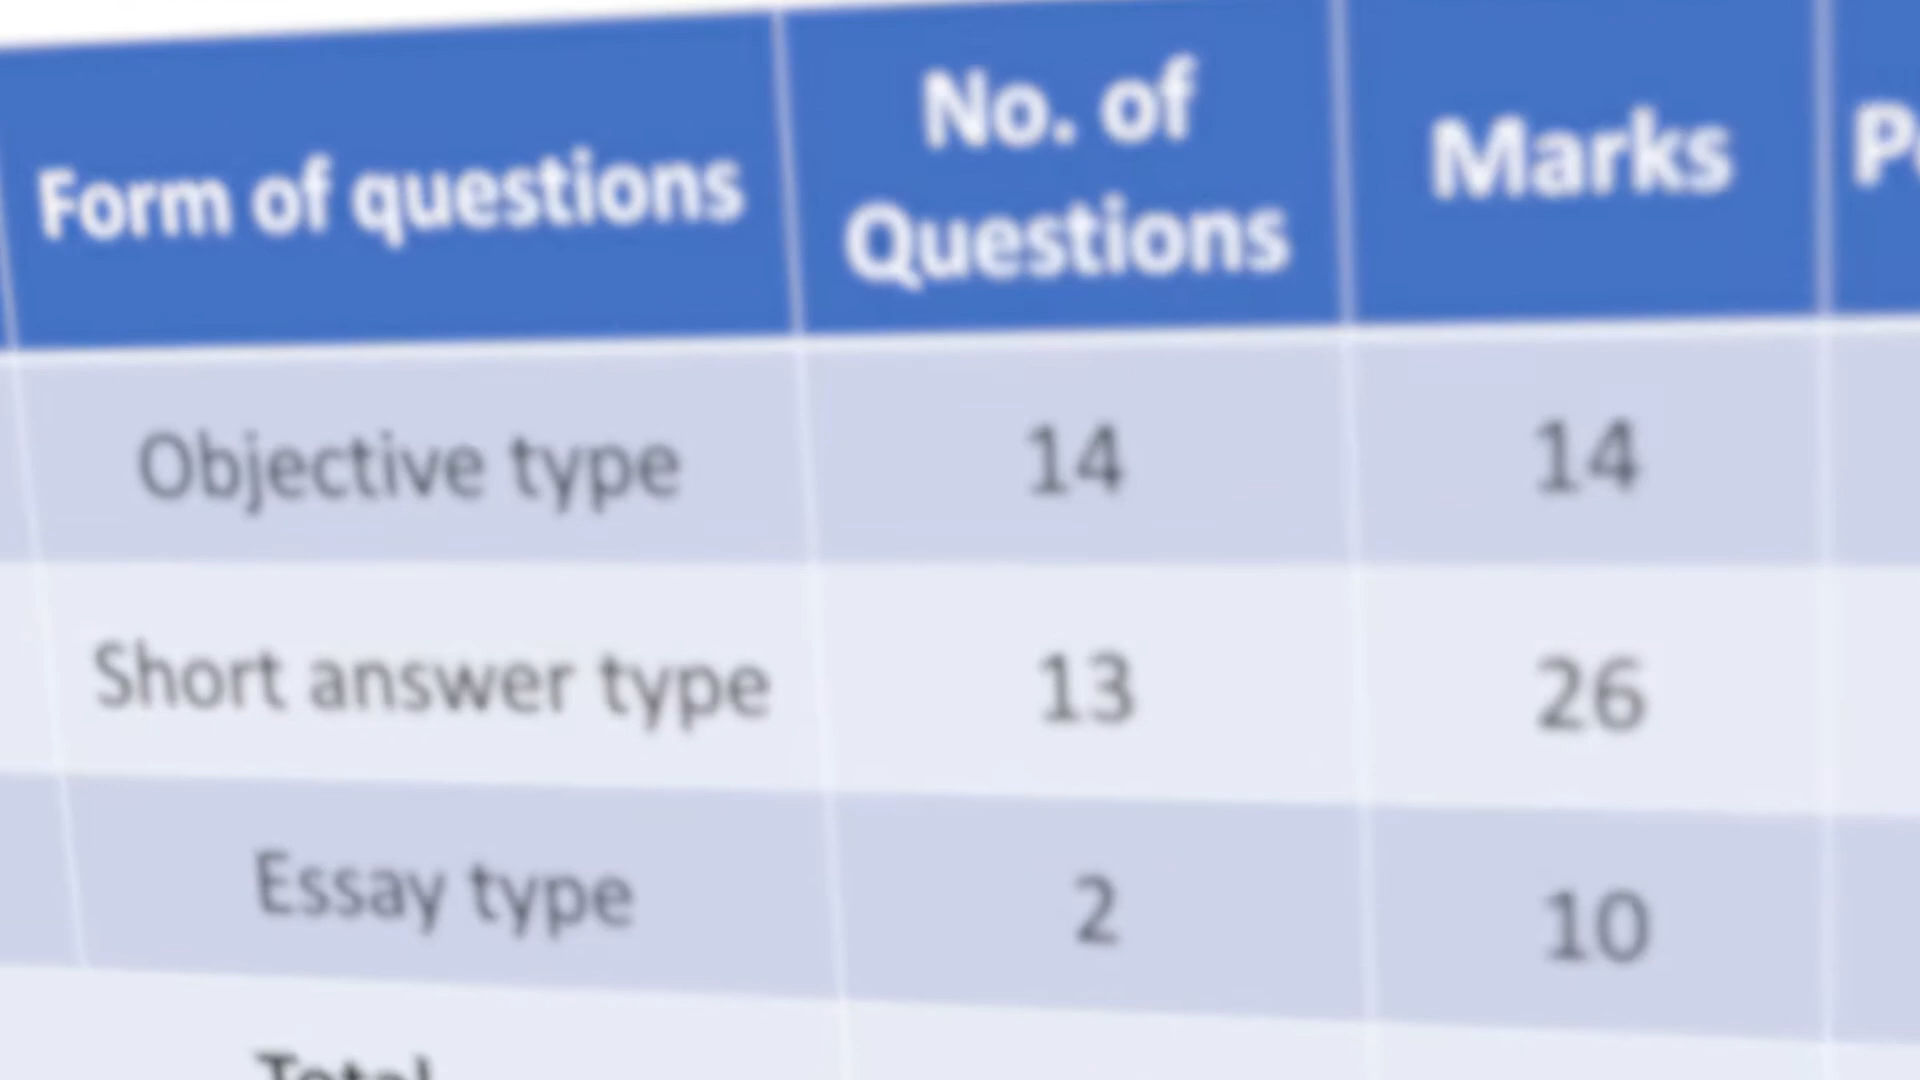 Form of questions
No. of
Questions
Marks
Objective type
14
14
Short answer type
13
26
Essay type
2
10
Total